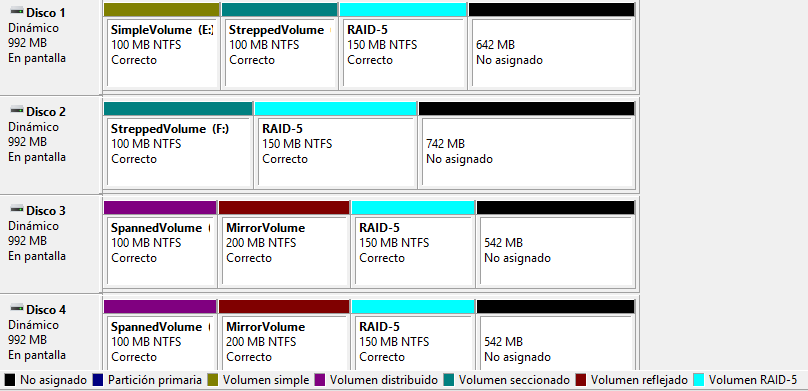 Disco 1
Dinámico
992 MB
En pantalla
SimpleVolume (E:)
100 MB NTFS
Correcto
StreppedVolume
100 MB NTFS
Correcto
RAID-5
150 MB NTFS
Correcto
642 MB
No asignado
Disco 2
Dinámico
992 MB
En pantalla
StreppedVolume (F:)
100 MB NTFS
Correcto
RAID-5
150 MB NTFS
Correcto
742 MB
No asignado
Disco 3
Dinámico
992 MB
En pantalla
SpannedVolume (
100 MB NTFS
Correcto
MirrorVolume
200 MB NTFS
Correcto
RAID-5
150 MB NTFS
Correcto
542 MB
No asignado
Disco 4
Dinámico
992 MB
En pantalla
SpannedVolume (
100 MB NTFS
Correcto
MirrorVolume
200 MB NTFS
Correcto
RAID-5
150 MB NTFS
Correcto
542 MB
No asignado
No asignado Partición primaria Volumen simple Volumen distribuido Volumen seccionado Volumen reflejado Volumen RAID-5